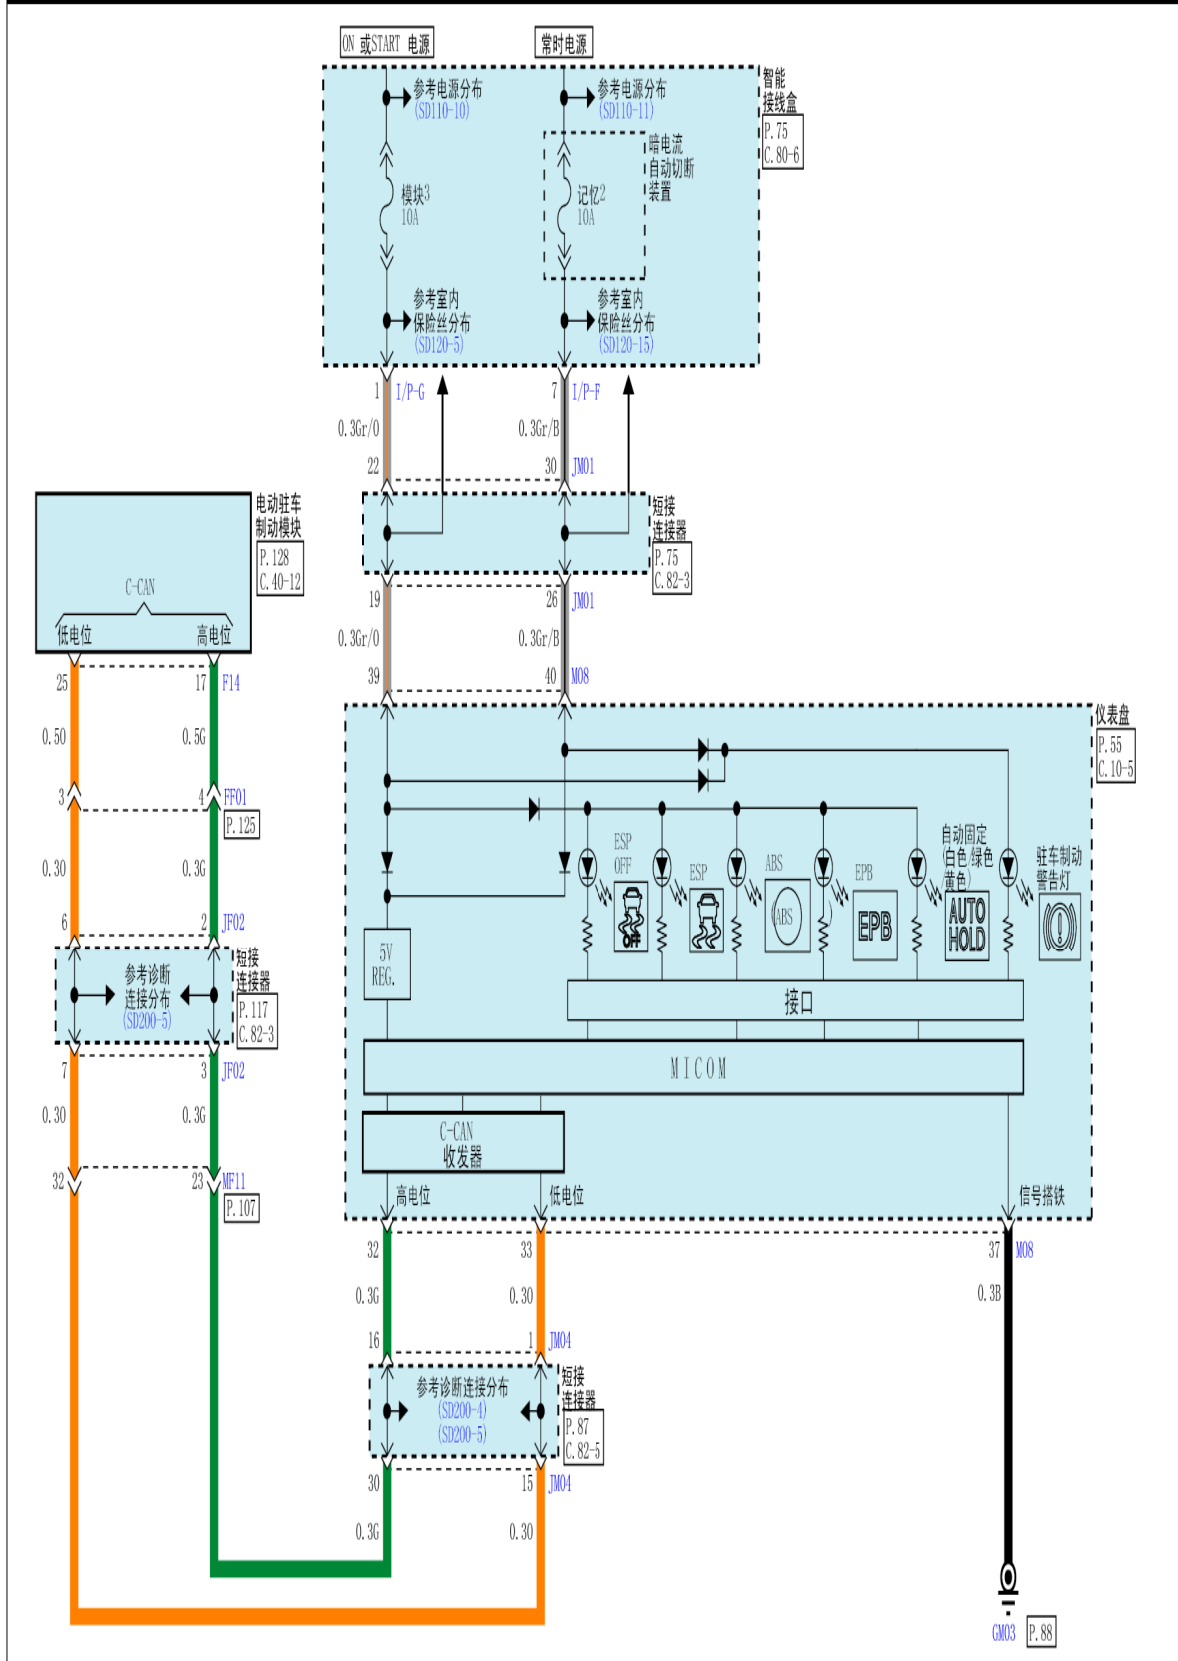 ON 或START 电源
常时电源
参考电源分布
(SD110-10)
参考电源分布
(SD110-11)
智能
接线盒
P.75
C.80-6
模块3
10A
记忆2
10A
暗电流
自动切断
装置
参考室内
保险丝分布
(SD120-5)
参考室内
保险丝分布
(SD120-15)
1
I/P-G
7
I/P-F
0.3Gr/O
0.3Gr/B
22
30
JM01
短接
连接器
P.75
C.82-3
19
26
JM01
0.3Gr/O
0.3Gr/B
39
40
M08
电动驻车
制动模块
P.128
C.40-12
C-CAN
低电位
高电位
25
17
F14
0.5O
0.5G
3
4
FF01
P.125
0.3O
0.3G
6
2
JF02
参考诊断
连接分布
(SD200-5)
短接
连接器
P.117
C.82-3
7
3
JF02
0.3O
0.3G
32
23
MF11
P.107
仪表盘
P.55
C.10-5
ESP
OFF
OFF
ESP
ABS
(ABS)
EPB
EPB
自动固定
(白色/绿色
黄色)
AUTO
HOLD
驻车制动
警告灯
5V
REG.
接口
MICOM
C-CAN
收发器
高电位
低电位
信号搭铁
32
33
37
M08
0.3G
0.3O
0.3B
16
1
JM04
参考诊断连接分布
(SD200-4)
(SD200-5)
短接
连接器
P.87
C.82-5
30
15
JM04
0.3G
0.3O
GM03
P.88